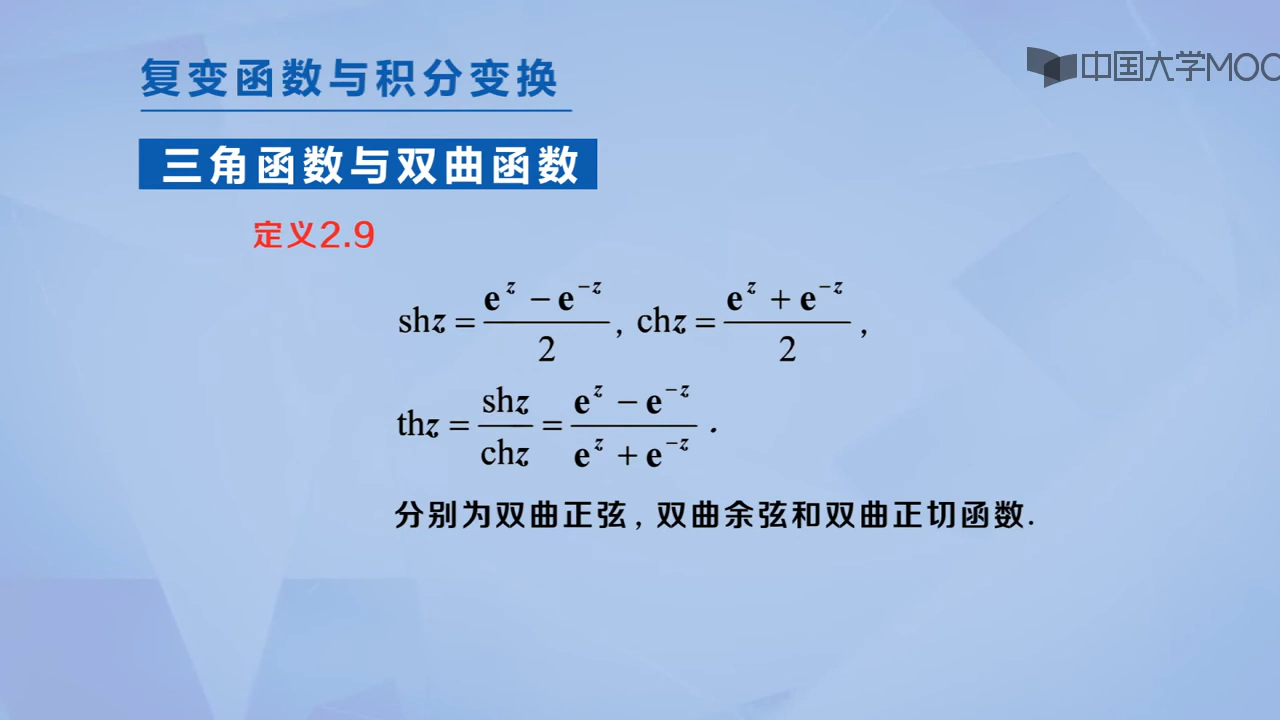 复变函数与积分变换
中国大学MOO
三角函数与双曲函数
定义2.9
shz = (e^z − e^−z)/2, chz = (e^z + e^−z)/2,
thz = shz/chz = (e^z − e^−z)/(e^z + e^−z).
分别为双曲正弦, 双曲余弦和双曲正切函数.